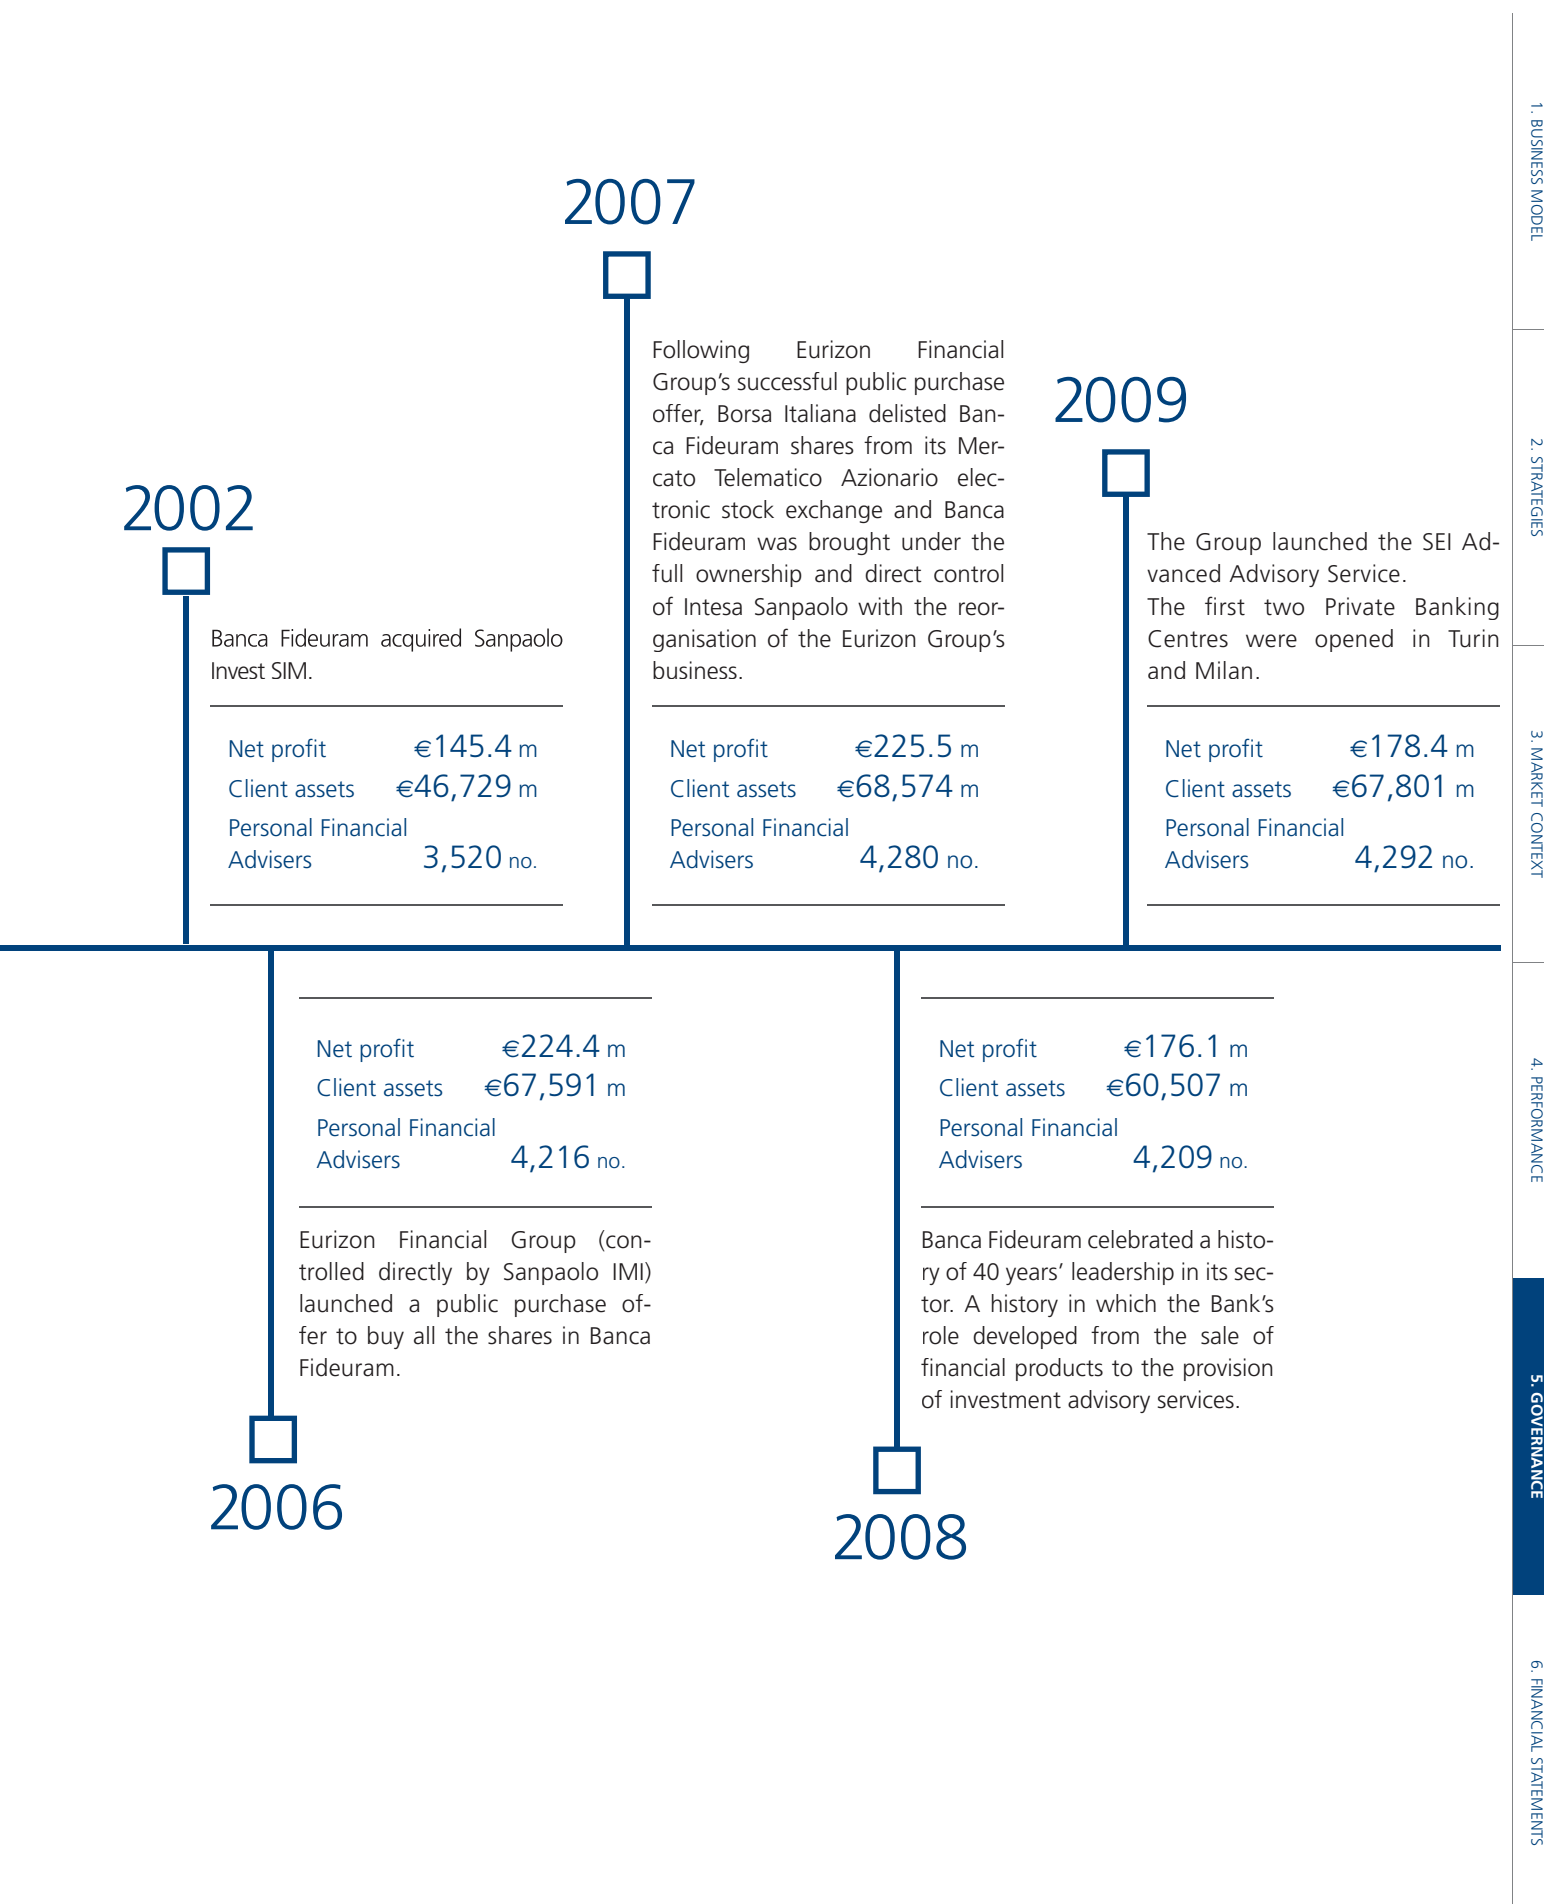 2002
Banca Fideuram acquired Sanpaolo
Invest SIM.
Net profit €145.4 m
Client assets €46,729 m
Personal Financial
Advisers 3,520 no.
2006
Net profit €224.4 m
Client assets €67,591 m
Personal Financial
Advisers 4,216 no.
Eurizon Financial Group (con-
trolled directly by Sanpaolo IMI)
launched a public purchase of-
fer to buy all the shares in Banca
Fideuram.
2007
Following Eurizon Financial
Group’s successful public purchase
offer, Borsa Italiana delisted Ban-
ca Fideuram shares from its Mer-
cato Telematico Azionario elec-
tronic stock exchange and Banca
Fideuram was brought under the
full ownership and direct control
of Intesa Sanpaolo with the reor-
ganisation of the Eurizon Group’s
business.
Net profit €225.5 m
Client assets €68,574 m
Personal Financial
Advisers 4,280 no.
2008
Net profit €176.1 m
Client assets €60,507 m
Personal Financial
Advisers 4,209 no.
Banca Fideuram celebrated a histo-
ry of 40 years’ leadership in its sec-
tor. A history in which the Bank’s
role developed from the sale of
financial products to the provision
of investment advisory services.
2009
The Group launched the SEI Ad-
vanced Advisory Service.
The first two Private Banking
Centres were opened in Turin
and Milan.
Net profit €178.4 m
Client assets €67,801 m
Personal Financial
Advisers 4,292 no.
1. BUSINESS MODEL
2. STRATEGIES
3. MARKET CONTEXT
4. PERFORMANCE
5. GOVERNANCE
6. FINANCIAL STATEMENTS